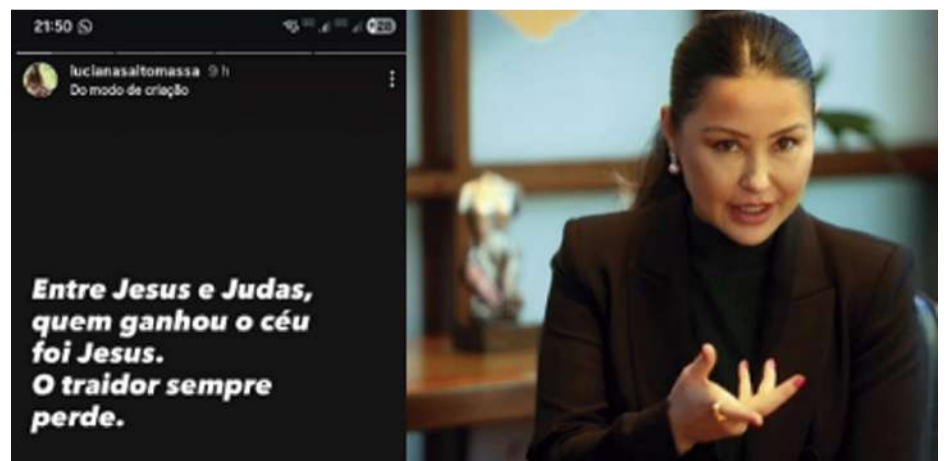 21:50
28
lucianasaltomassa 9 h
Do modo de criação
Entre Jesus e Judas,
quem ganhou o céu
foi Jesus.
O traidor sempre
perde.